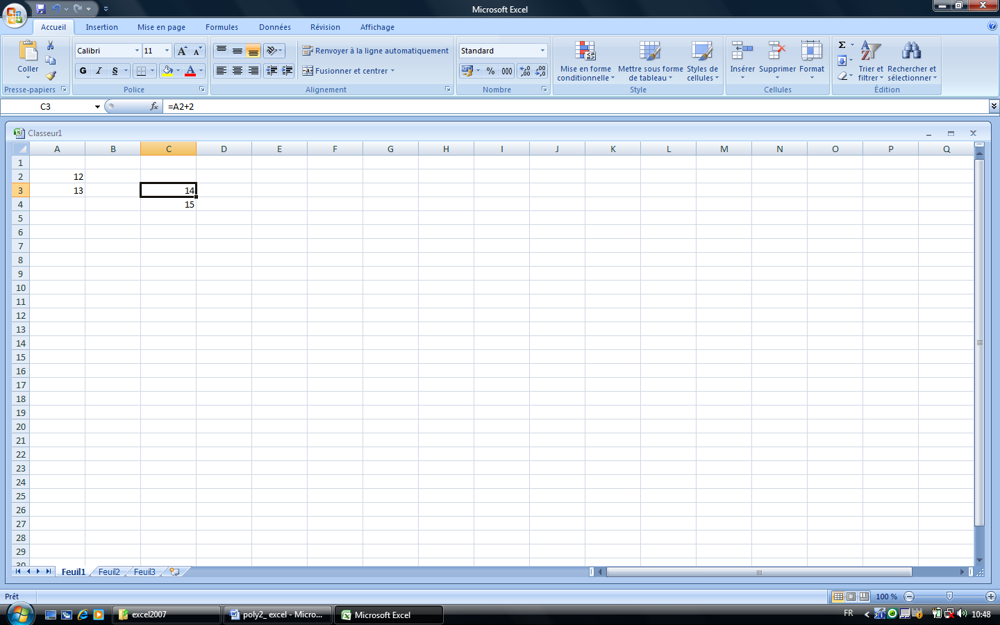 Microsoft Excel
Accueil Insertion Mise en page Formules Données Révision Affichage
Coller
Presse-papiers
Calibri 11
G I S
Police
Renvoyer à la ligne automatiquement
Fusionner et centrer
Alignement
Standard
% 000
Nombre
Mise en forme conditionnelle
Mettre sous forme de tableau
Styles de cellules
Style
Insérer Supprimer Format
Cellules
Σ
Trier et filtrer
Rechercher et sélectionner
Édition
C3 fx =A2+2
Classeur1
A B C D E F G H I J K L M N O P Q
1
2 12
3 13 14
4 15
5
6
7
8
9
10
11
12
13
14
15
16
17
18
19
20
21
22
23
24
25
26
27
28
29
30
Feuil1 Feuil2 Feuil3
Prêt 100 %
excel2007 poly2_ excel - Micro... Microsoft Excel FR 10:48